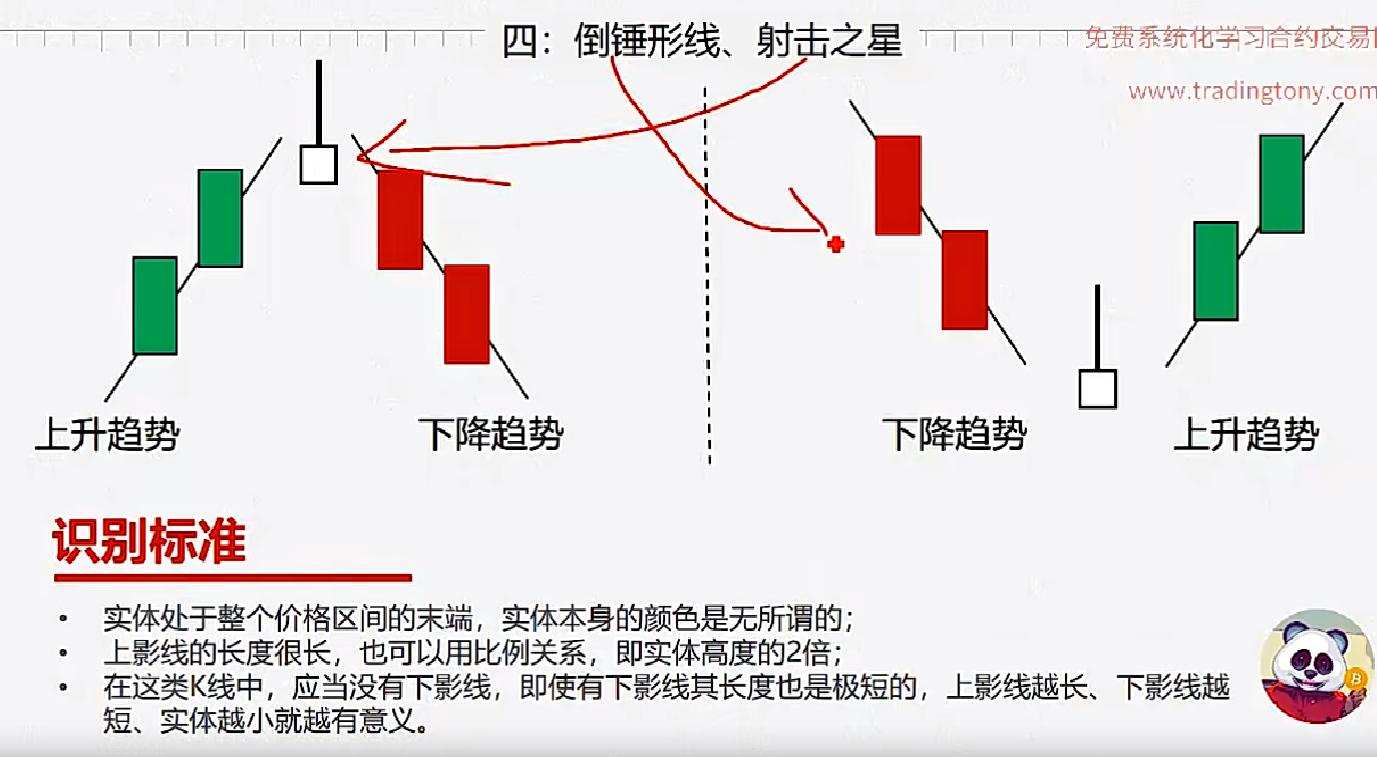 四：倒锤形线、射击之星
免费系统化学习合约交易
www.tradingtony.com
上升趋势
下降趋势
下降趋势
上升趋势
识别标准
• 实体处于整个价格区间的末端，实体本身的颜色是无所谓的；
• 上影线的长度很长，也可以用比例关系，即实体高度的2倍；
• 在这类K线中，应当没有下影线，即使有下影线其长度也是极短的，上影线越长、下影线越
短、实体越小就越有意义。